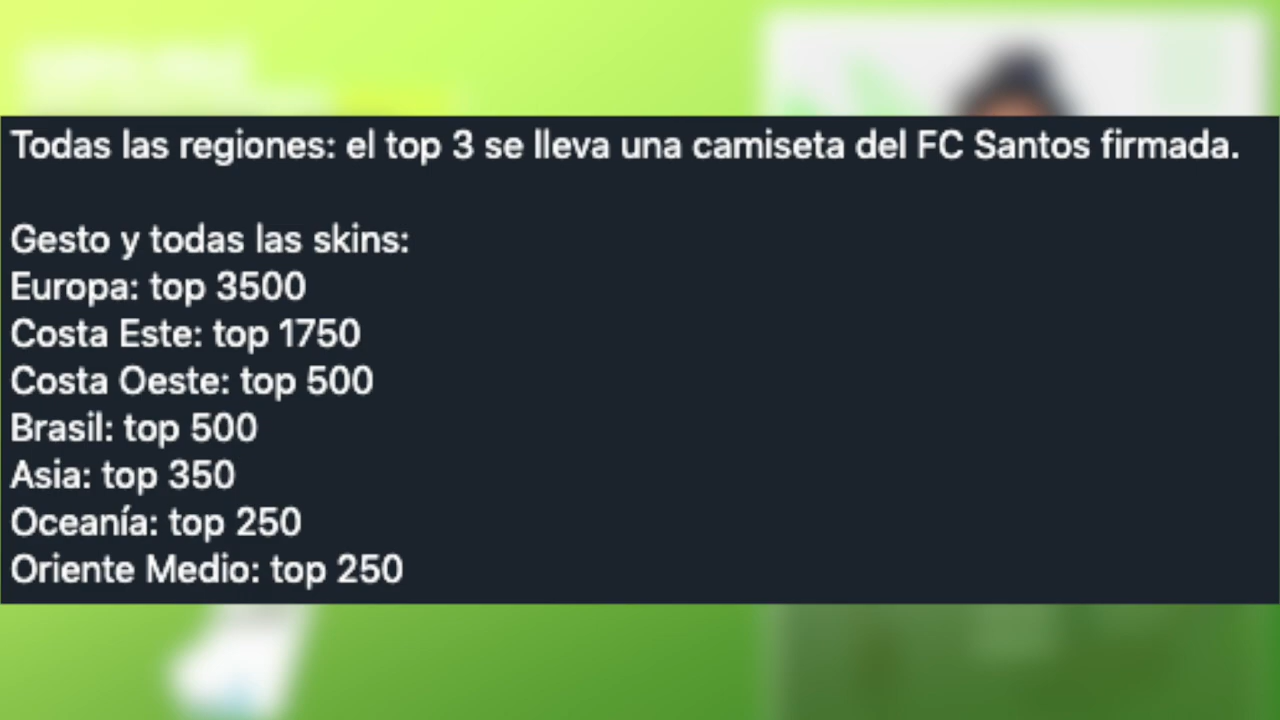 Todas las regiones: el top 3 se lleva una camiseta del FC Santos firmada.
Gesto y todas las skins:
Europa: top 3500
Costa Este: top 1750
Costa Oeste: top 500
Brasil: top 500
Asia: top 350
Oceanía: top 250
Oriente Medio: top 250